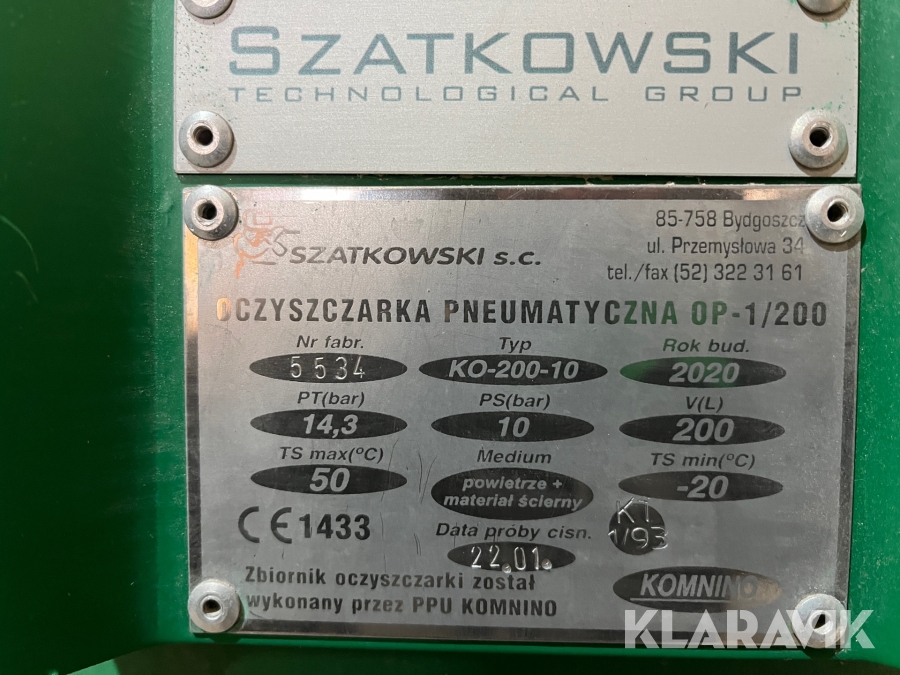 SZATKOWSKI
TECHNOLOGICAL GROUP
SZATKOWSKI s.c.
85-758 Bydgoszcz
ul. Przemysłowa 34
tel./fax (52) 322 31 61
OCZYSZCZARKA PNEUMATYCZNA OP-1/200
Nr fabr. Typ Rok bud.
5534 KO-200-10 2020
PT(bar) PS(bar) V(L)
14,3 10 200
TS max(°C) Medium TS min(°C)
50 powietrze + materiał ścierny -20
CE 1433
Data próby cisn.
22.01.
KT
1/93
Zbiornik oczyszczarki został
wykonany przez PPU KOMNINO
KOMNINO
KLARAVIK